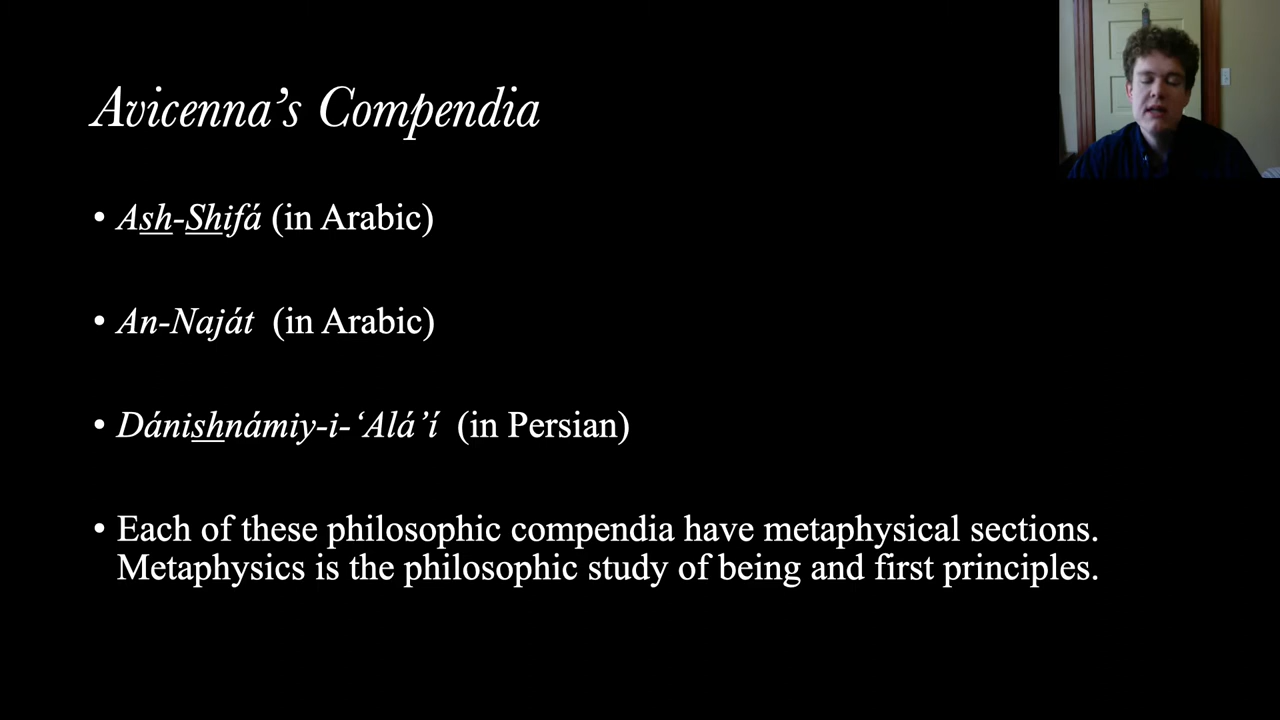 Avicenna’s Compendia
• Ash-Shifá (in Arabic)
• An-Naját (in Arabic)
• Dánishnámiy-i-‘Alá’í (in Persian)
• Each of these philosophic compendia have metaphysical sections.
Metaphysics is the philosophic study of being and first principles.